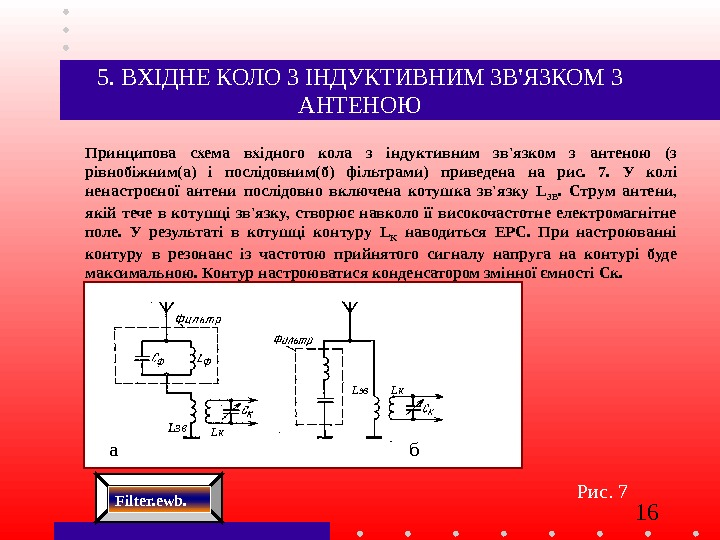 5. ВХІДНЕ КОЛО З ІНДУКТИВНИМ ЗВ'ЯЗКОМ З
АНТЕНОЮ
Принципова схема вхідного кола з індуктивним зв'язком з антеною (з
рівнобіжним(а) і послідовним(б) фільтрами) приведена на рис. 7. У колі
ненастроєної антени послідовно включена котушка зв'язку LЗВ. Струм антени,
якій тече в котушці зв'язку, створює навколо її високочастотне електромагнітне
поле. У результаті в котушці контуру LК наводиться ЕРС. При настроюванні
контуру в резонанс із частотою прийнятого сигналу напруга на контурі буде
максимальною. Контур настроюватися конденсатором змінної ємності Ск.
Фильтр
Cф Lф
Lзв Lк Cк
а
Фильтр
Lзв Lк
Cк
б
Filter.ewb.
Рис. 7
16